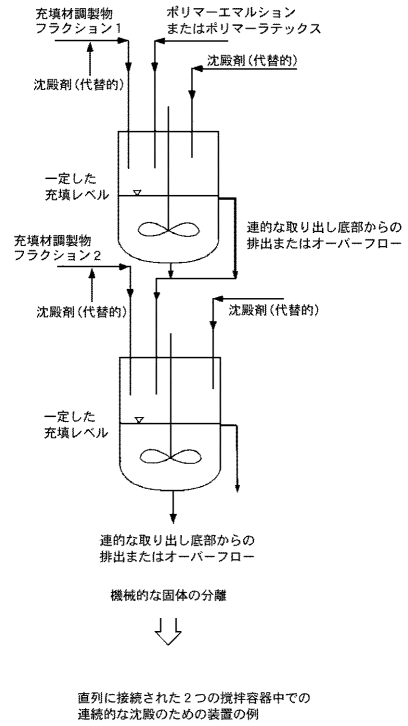 充填材調製物
フラクション1
ポリマーエマルション
またはポリマーラテックス
沈殿剤(代替的)
沈殿剤(代替的)
一定した
充填レベル
連的な取り出し底部からの
排出またはオーバーフロー
充填材調製物
フラクション2
沈殿剤(代替的)
沈殿剤(代替的)
一定した
充填レベル
連的な取り出し底部からの
排出またはオーバーフロー
機械的な固体の分離
直列に接続された2つの撹拌容器中での
連続的な沈殿のための装置の例